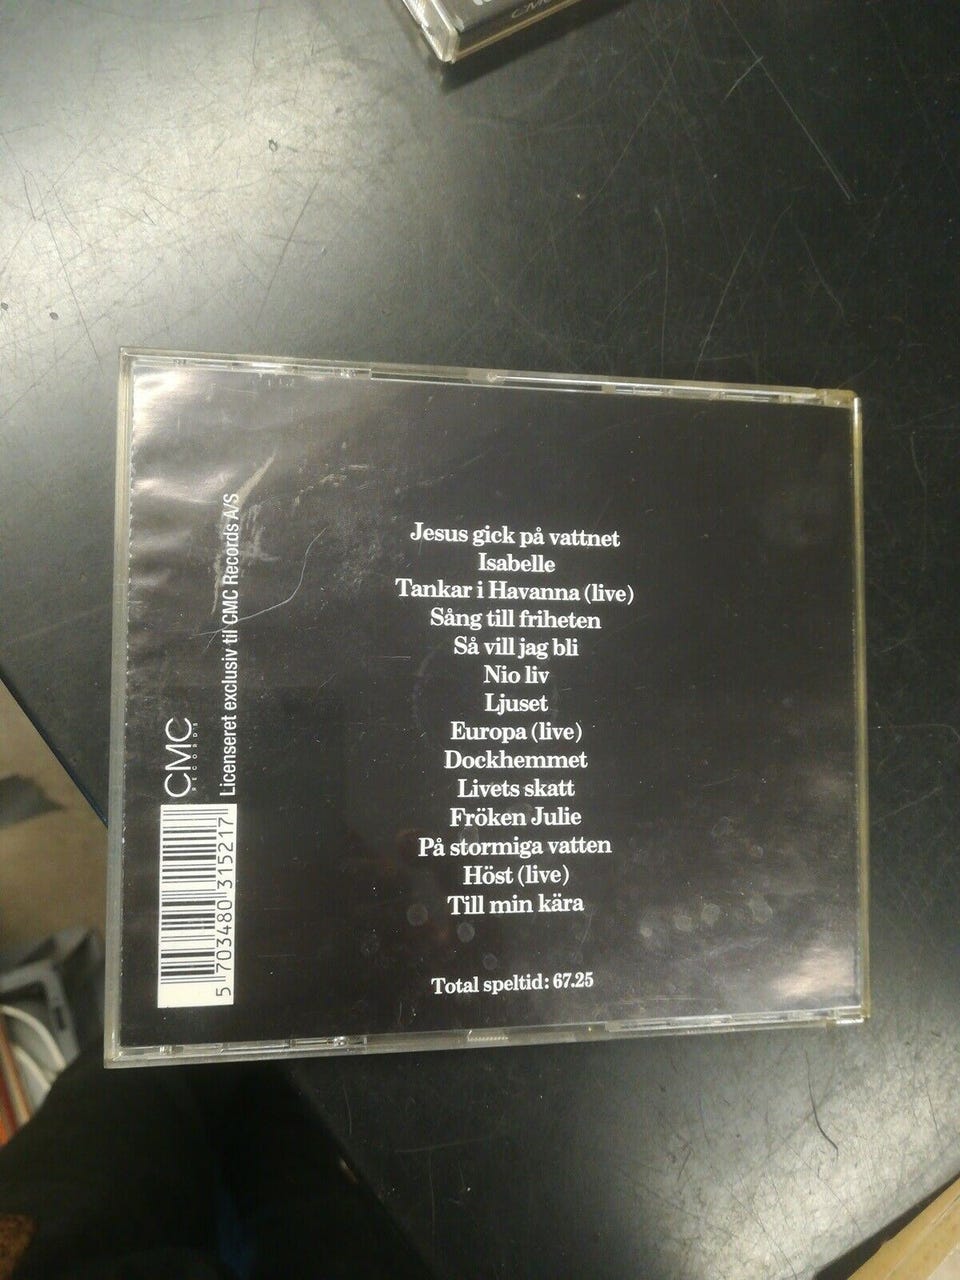 Jesus gick på vattnet
Isabelle
Tankar i Havanna (live)
Sång till friheten
Så vill jag bli
Nio liv
Ljuset
Europa (live)
Dockhemmet
Livets skatt
Fröken Julie
På stormiga vatten
Höst (live)
Till min kära
Total speltid: 67.25
CMC
RECORDS
Licenseret exclusiv til CMC Records A/S
5 703480 315217